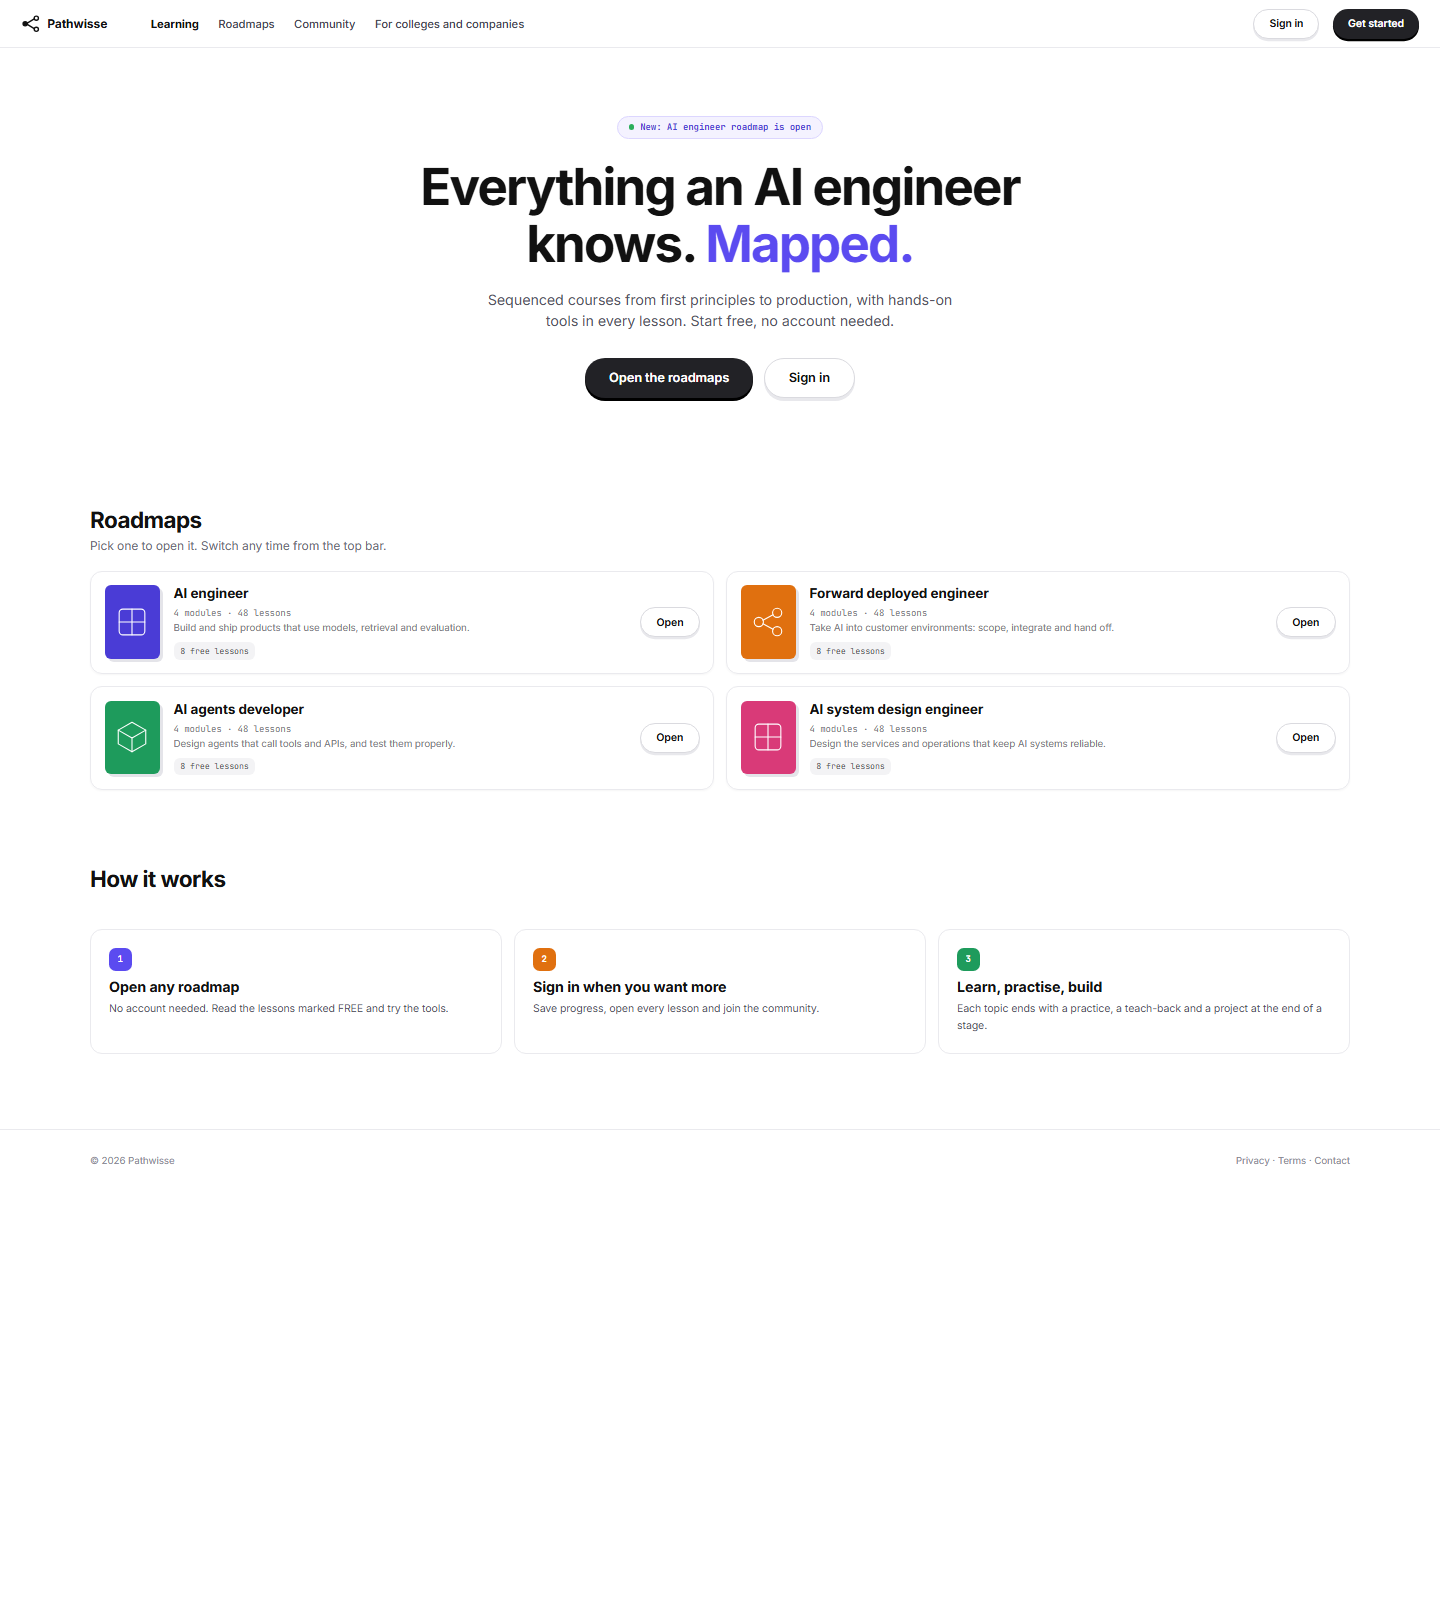 Pathwisse
Learning
Roadmaps
Community
For colleges and companies
Sign in
Get started
New: AI engineer roadmap is open
Everything an AI engineer
knows. Mapped.
Sequenced courses from first principles to production, with hands-on
tools in every lesson. Start free, no account needed.
Open the roadmaps
Sign in
Roadmaps
Pick one to open it. Switch any time from the top bar.
AI engineer
4 modules · 48 lessons
Build and ship products that use models, retrieval and evaluation.
8 free lessons
Open
Forward deployed engineer
4 modules · 48 lessons
Take AI into customer environments: scope, integrate and hand off.
8 free lessons
Open
AI agents developer
4 modules · 48 lessons
Design agents that call tools and APIs, and test them properly.
8 free lessons
Open
AI system design engineer
4 modules · 48 lessons
Design the services and operations that keep AI systems reliable.
8 free lessons
Open
How it works
1
Open any roadmap
No account needed. Read the lessons marked FREE and try the tools.
2
Sign in when you want more
Save progress, open every lesson and join the community.
3
Learn, practise, build
Each topic ends with a practice, a teach-back and a project at the end of a
stage.
© 2026 Pathwisse
Privacy · Terms · Contact